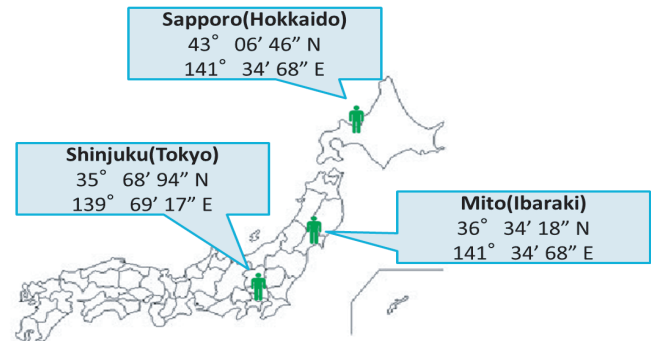 Sapporo(Hokkaido)
43° 06’ 46” N
141° 34’ 68” E
Shinjuku(Tokyo)
35° 68’ 94” N
139° 69’ 17” E
Mito(Ibaraki)
36° 34’ 18” N
141° 34’ 68” E